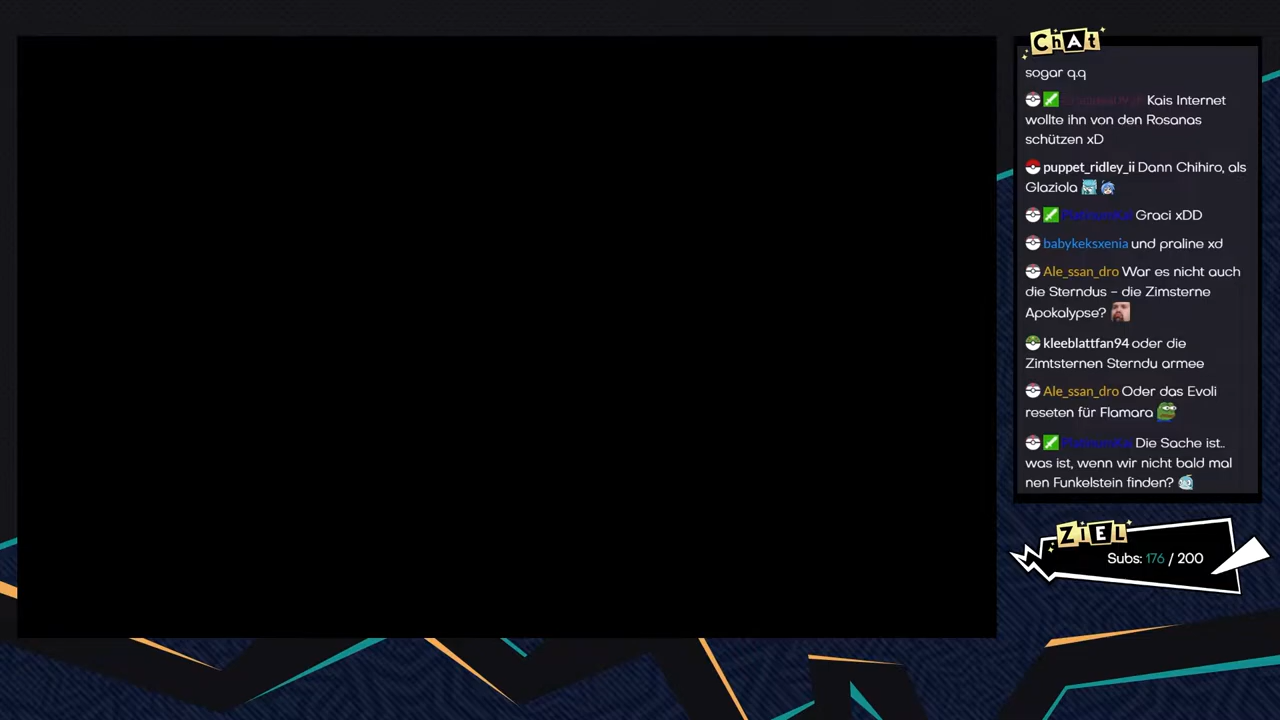 ChAt
sogar q.q
Kais Internet
wollte ihn von den Rosanas
schützen xD
puppet_ridley_ii Dann Chihiro, als
Glaziola
Graci xDD
babykeksxenia und praline xd
Ale_ssan_dro War es nicht auch
die Sterndus - die Zimsterne
Apokalypse?
kleeblattfan94 oder die
Zimtsternen Sterndu armee
Ale_ssan_dro Oder das Evoli
reseten für Flamara
Die Sache ist..
was ist, wenn wir nicht bald mal
nen Funkelstein finden?
ZiEL
Subs: 176 / 200